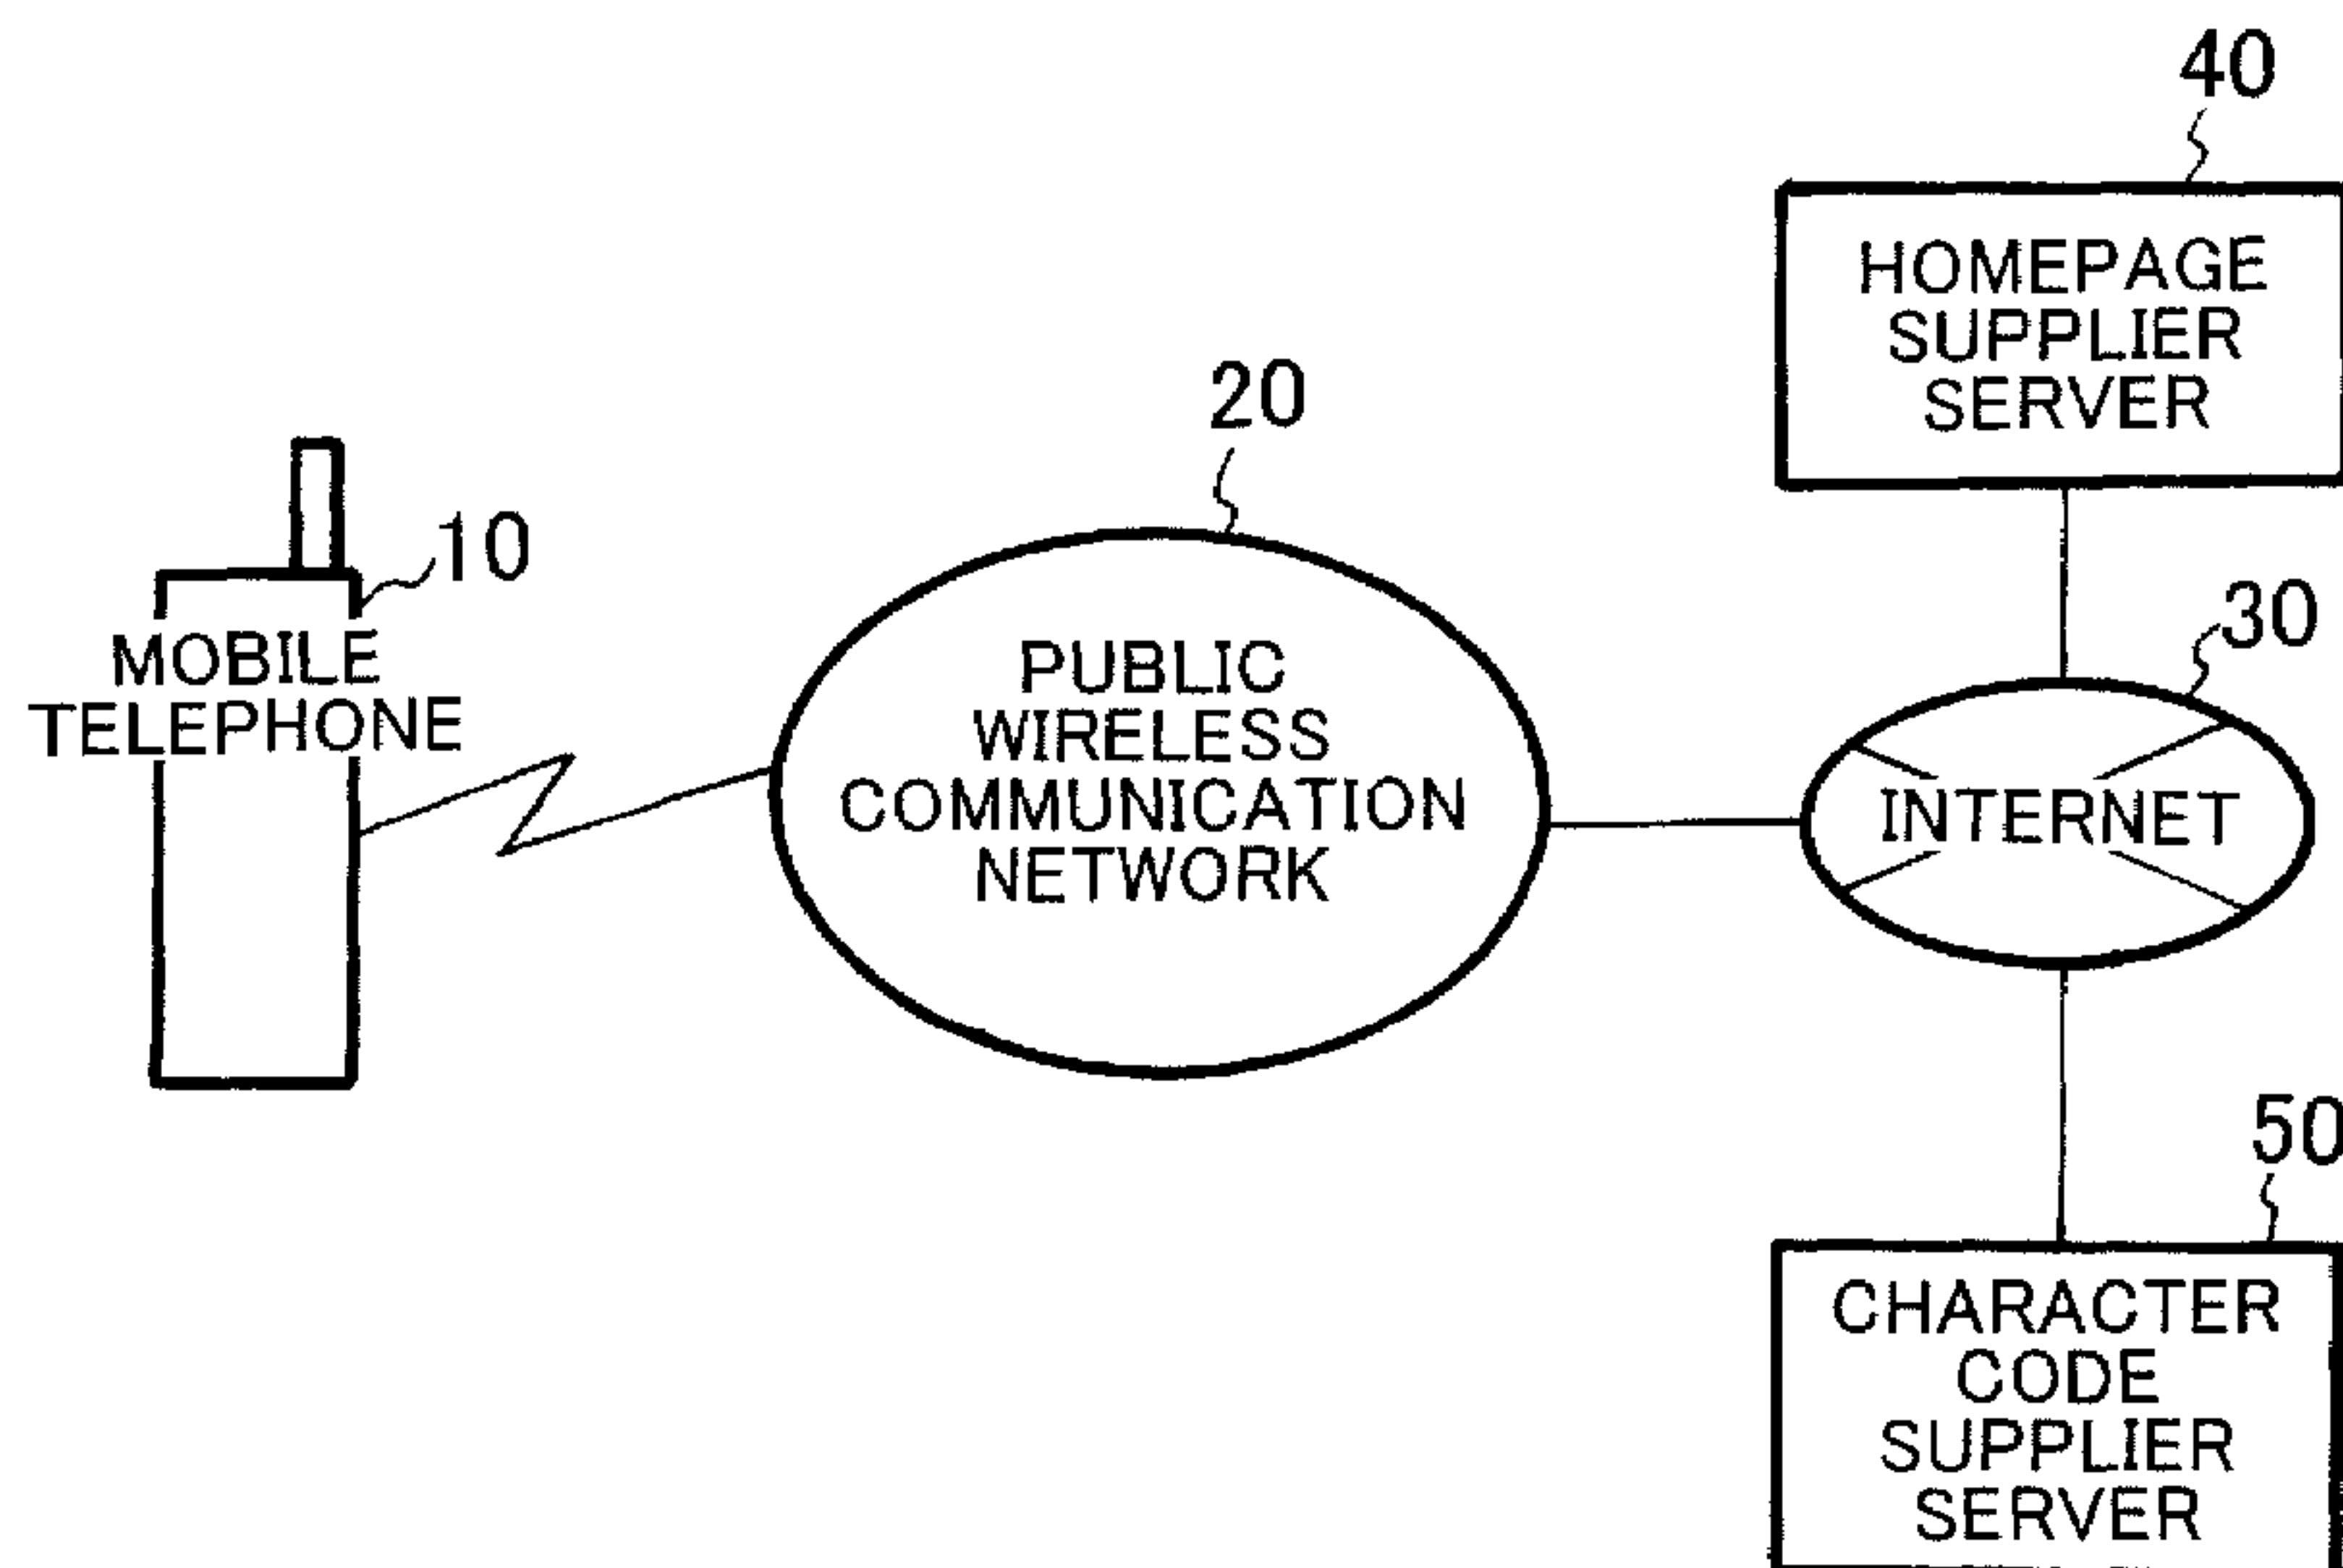 40
HOMEPAGE
SUPPLIER
SERVER
20
10
MOBILE
TELEPHONE
PUBLIC
WIRELESS
COMMUNICATION
NETWORK
30
INTERNET
50
CHARACTER
CODE
SUPPLIER
SERVER